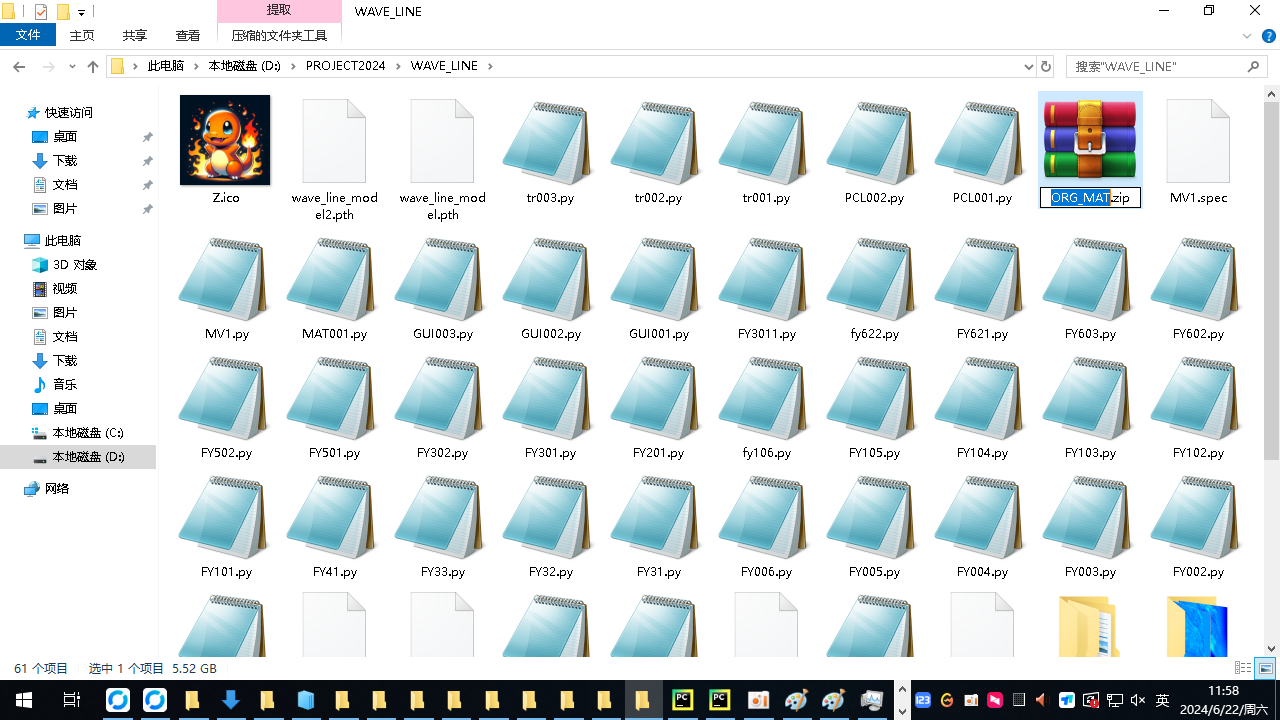 提取
WAVE_LINE
文件
主页
共享
查看
压缩的文件夹工具
此电脑
本地磁盘 (D:)
PROJECT2024
WAVE_LINE
搜索"WAVE_LINE"
快速访问
桌面
下载
文档
图片
此电脑
3D 对象
视频
图片
文档
下载
音乐
桌面
本地磁盘 (C:)
本地磁盘 (D:)
网络
Z.ico
wave_line_mod
el2.pth
wave_line_mod
el.pth
tr003.py
tr002.py
tr001.py
PCL002.py
PCL001.py
ORG_MAT.zip
MV1.spec
MV1.py
MAT001.py
GUI003.py
GUI002.py
GUI001.py
FY3011.py
fy622.py
FY621.py
FY603.py
FY602.py
FY502.py
FY501.py
FY302.py
FY301.py
FY201.py
fy106.py
FY105.py
FY104.py
FY103.py
FY102.py
FY101.py
FY41.py
FY33.py
FY32.py
FY31.py
FY006.py
FY005.py
FY004.py
FY003.py
FY002.py
61 个项目
选中 1 个项目
5.52 GB
PC
PC
23
英
11:58
2024/6/22/周六